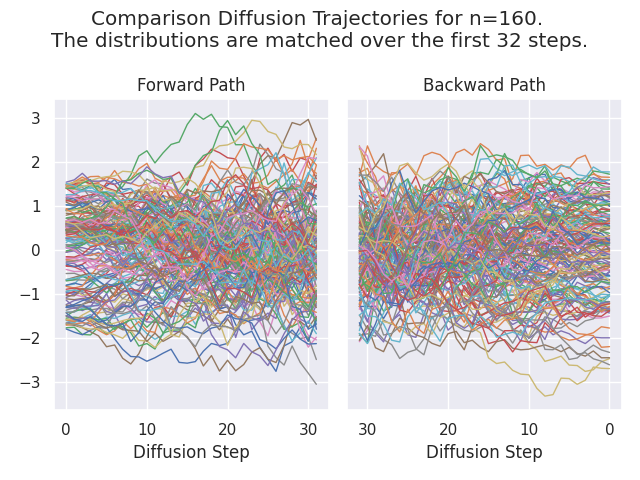 Comparison Diffusion Trajectories for n=160.
The distributions are matched over the first 32 steps.
Forward Path
Backward Path
3
2
1
0
−1
−2
−3
0 10 20 30
30 20 10 0
Diffusion Step
Diffusion Step